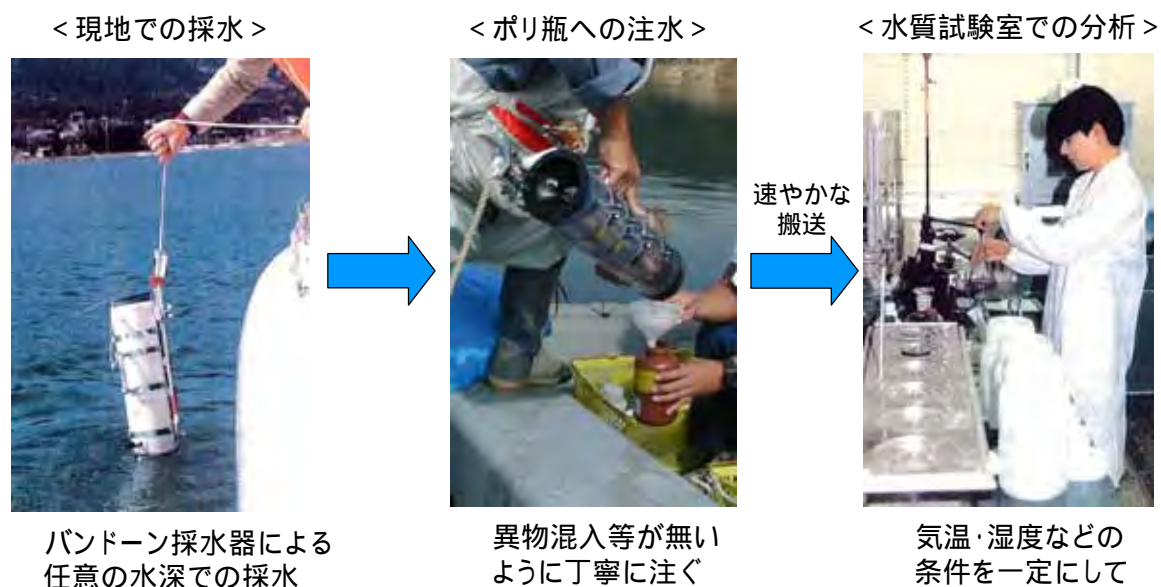 <現地での採水>
<ポリ瓶への注水>
<水質試験室での分析>
速やかな
搬送
バンドーン採水器による
任意の水深での採水
異物混入等が無い
ように丁寧に注ぐ
気温・湿度などの
条件を一定にして